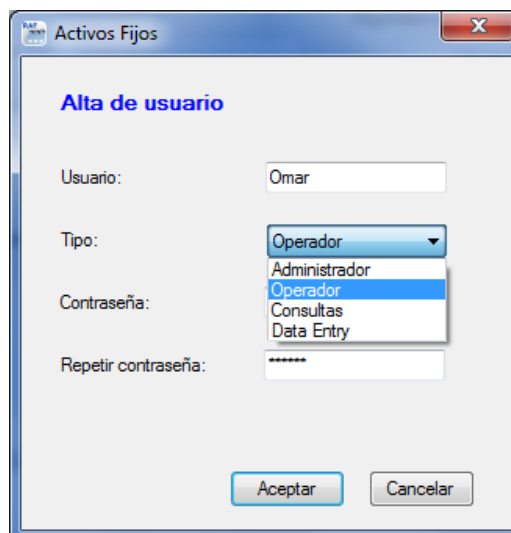 RAF
Activos Fijos
X
Alta de usuario
Usuario: Omar
Tipo: Operador
Administrador
Operador
Contraseña: Consultas
Data Entry
Repetir contraseña: ******
Aceptar Cancelar